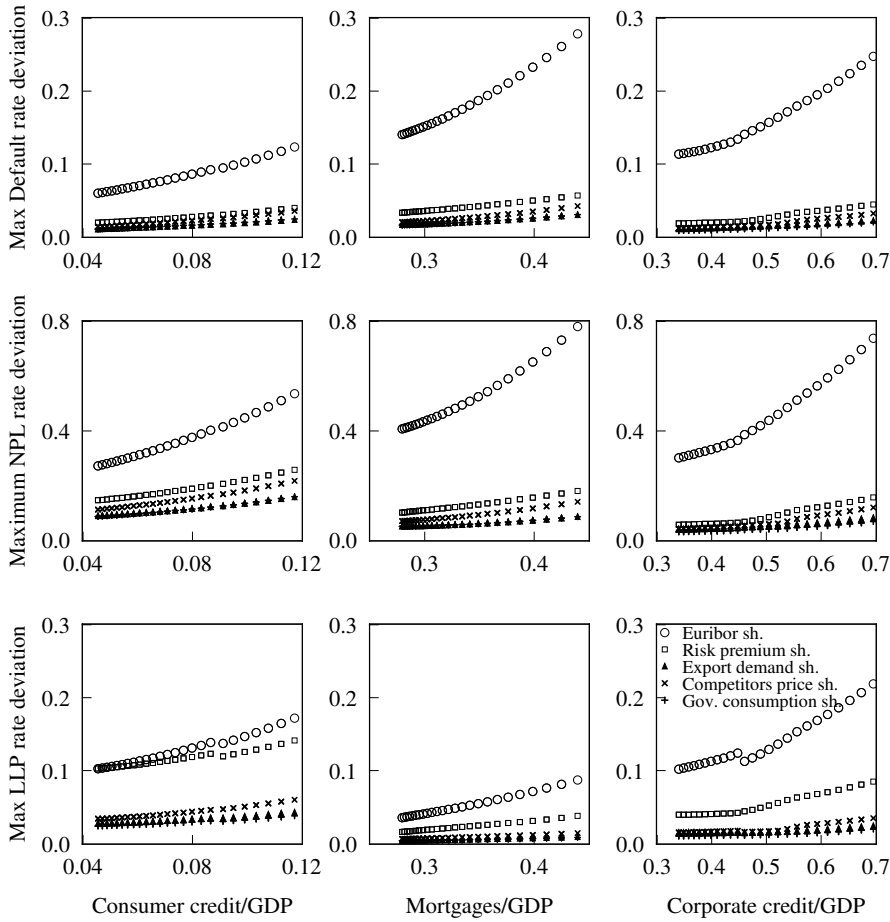 Max Default rate deviation
0.3
0.2
0.1
0.0
0.04 0.08 0.12
0.3
0.2
0.1
0.0
0.3 0.4
0.3
0.2
0.1
0.0
0.3 0.4 0.5 0.6 0.7
Maximum NPL rate deviation
0.8
0.4
0.0
0.04 0.08 0.12
0.8
0.4
0.0
0.3 0.4
0.8
0.4
0.0
0.3 0.4 0.5 0.6 0.7
Max LLP rate deviation
0.3
0.2
0.1
0.0
0.04 0.08 0.12
Consumer credit/GDP
0.3
0.2
0.1
0.0
0.3 0.4
Mortgages/GDP
0.3
0.2
0.1
0.0
Euribor sh.
Risk premium sh.
Export demand sh.
Competitors price sh.
Gov. consumption sh.
0.3 0.4 0.5 0.6 0.7
Corporate credit/GDP